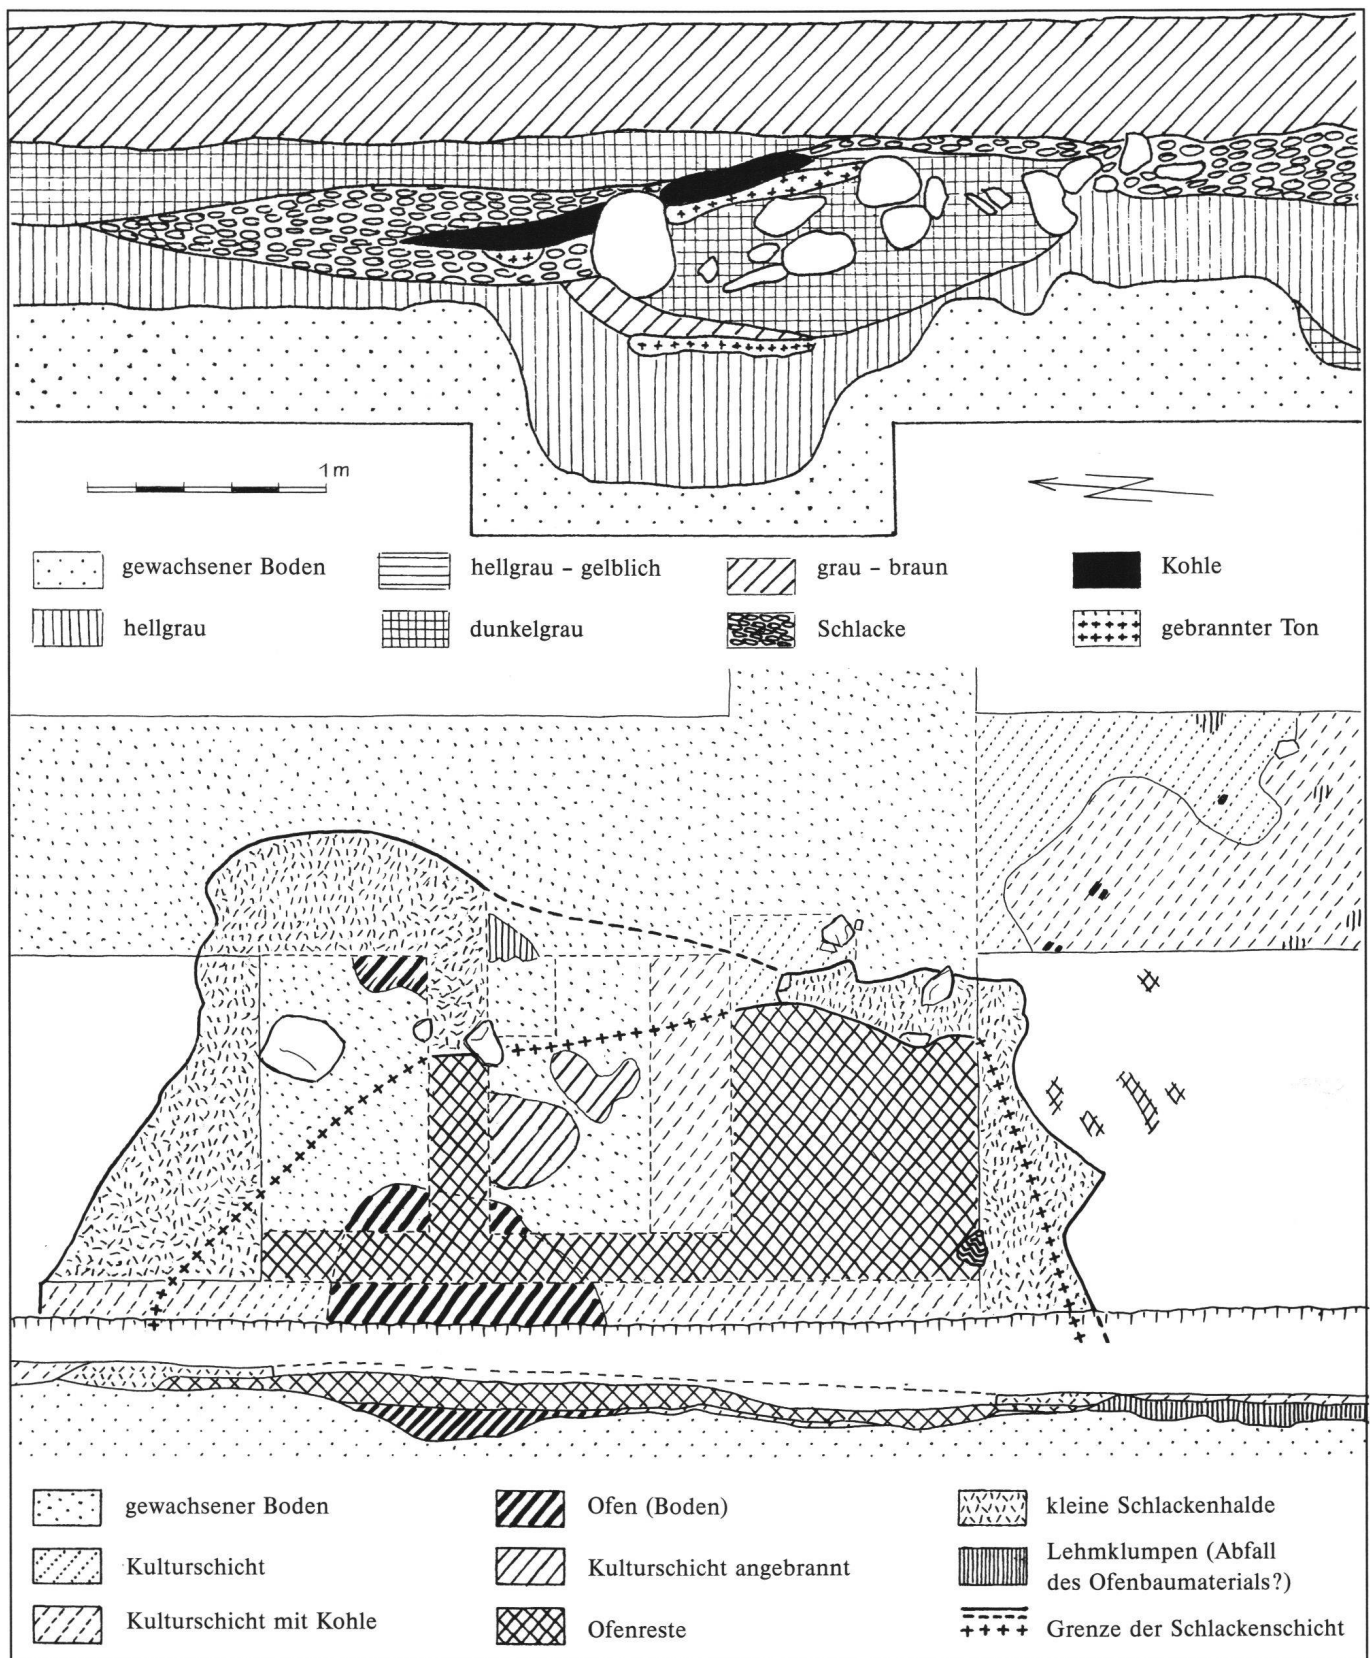 1 m
gewachsener Boden
hellgrau - gelblich
grau - braun
Kohle
hellgrau
dunkelgrau
Schlacke
gebrannter Ton
gewachsener Boden
Ofen (Boden)
kleine Schlackenhalde
Kulturschicht
Kulturschicht angebrannt
Lehmklumpen (Abfall
des Ofenbaumaterials?)
Kulturschicht mit Kohle
Ofenreste
Grenze der Schlackenschicht